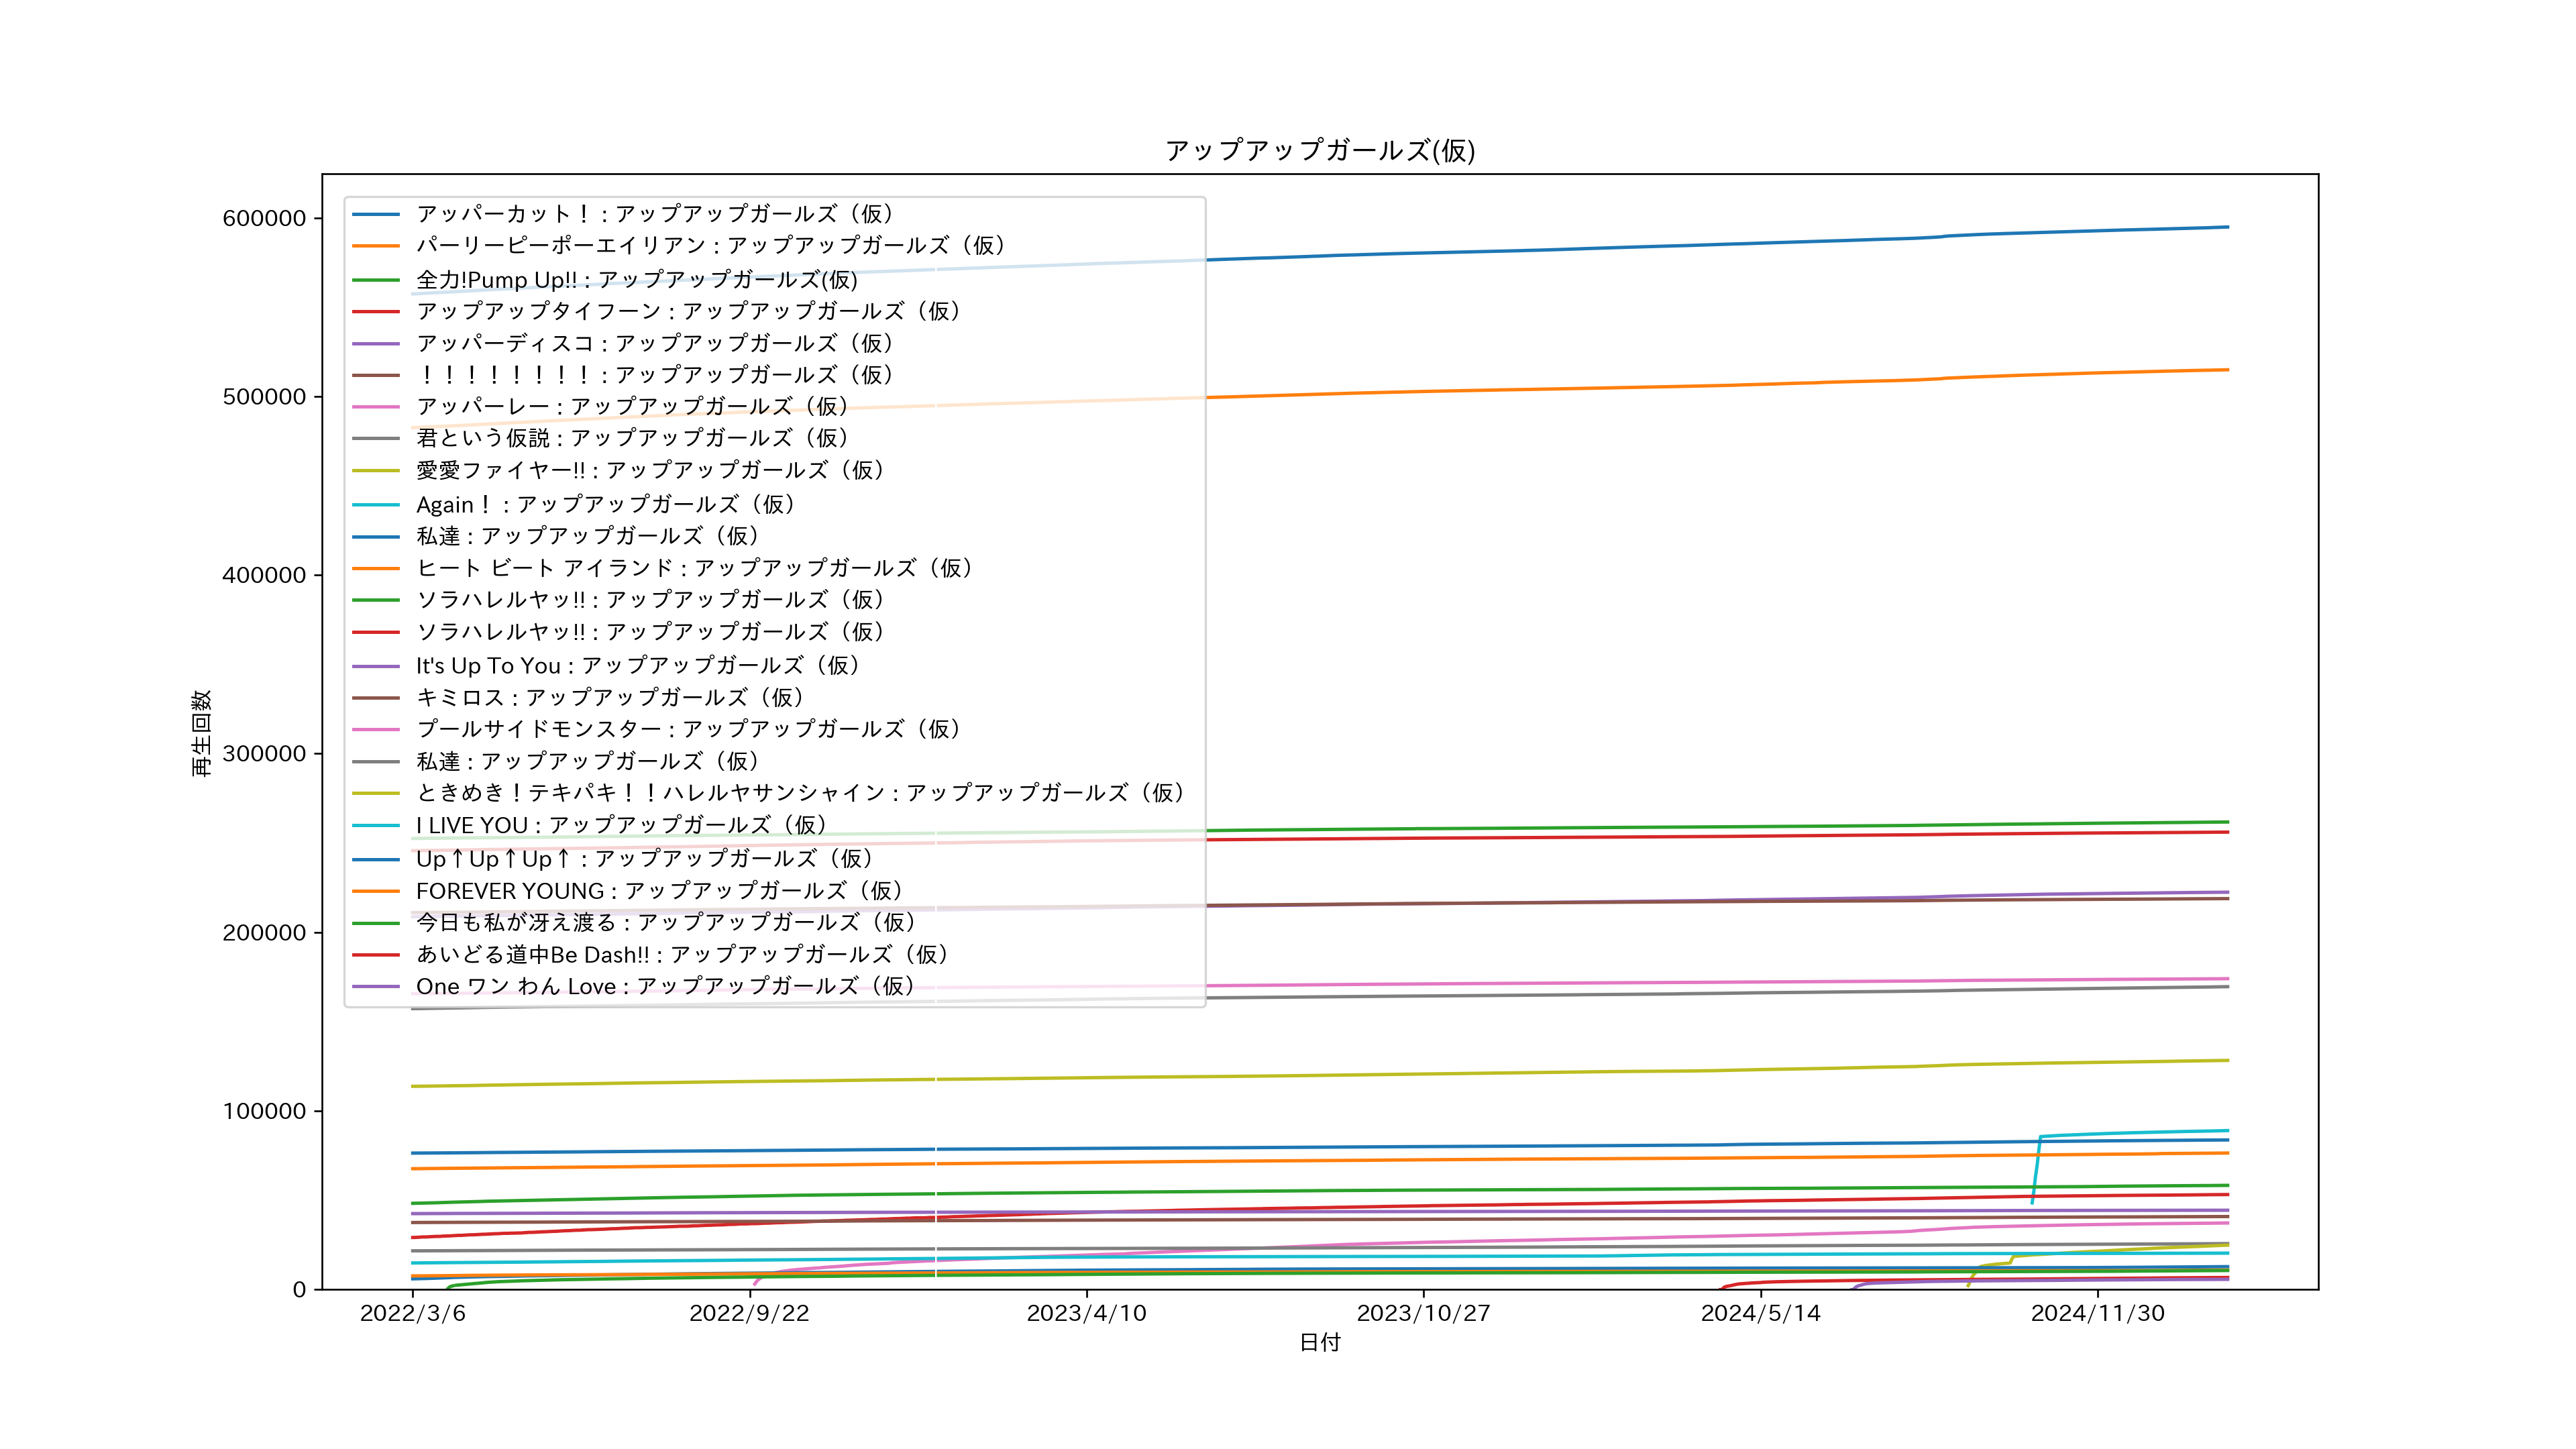 アップアップガールズ(仮)
アッパーカット！ : アップアップガールズ（仮）
パーリーピーポーエイリアン : アップアップガールズ（仮）
全力!Pump Up!! : アップアップガールズ(仮)
アップアップタイフーン : アップアップガールズ（仮）
アッパーディスコ : アップアップガールズ（仮）
！！！！！！！！ : アップアップガールズ（仮）
アッパーレー : アップアップガールズ（仮）
君という仮説 : アップアップガールズ（仮）
愛愛ファイヤー!! : アップアップガールズ（仮）
Again！ : アップアップガールズ（仮）
私達 : アップアップガールズ（仮）
ヒート ビート アイランド : アップアップガールズ（仮）
ソラハレルヤッ!! : アップアップガールズ（仮）
ソラハレルヤッ!! : アップアップガールズ（仮）
It's Up To You : アップアップガールズ（仮）
キミロス : アップアップガールズ（仮）
プールサイドモンスター : アップアップガールズ（仮）
私達 : アップアップガールズ（仮）
ときめき！テキパキ！！ハレルヤサンシャイン : アップアップガールズ（仮）
I LIVE YOU : アップアップガールズ（仮）
Up↑Up↑Up↑ : アップアップガールズ（仮）
FOREVER YOUNG : アップアップガールズ（仮）
今日も私が冴え渡る : アップアップガールズ（仮）
あいどる道中Be Dash!! : アップアップガールズ（仮）
One ワン わん Love : アップアップガールズ（仮）
600000
500000
400000
300000
200000
100000
0
再生回数
2022/3/6
2022/9/22
2023/4/10
2023/10/27
2024/5/14
2024/11/30
日付